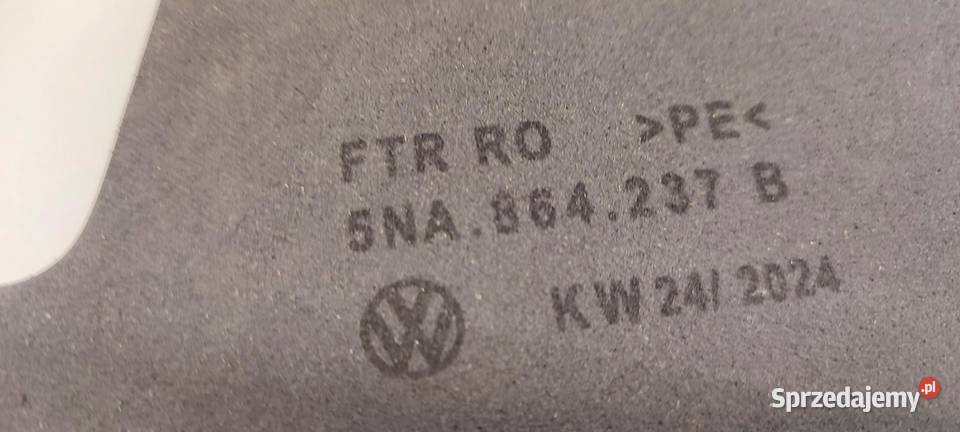 FTR RO >PE<
5NA.864.237 B
KW 24/2024
Sprzedajemy.pl